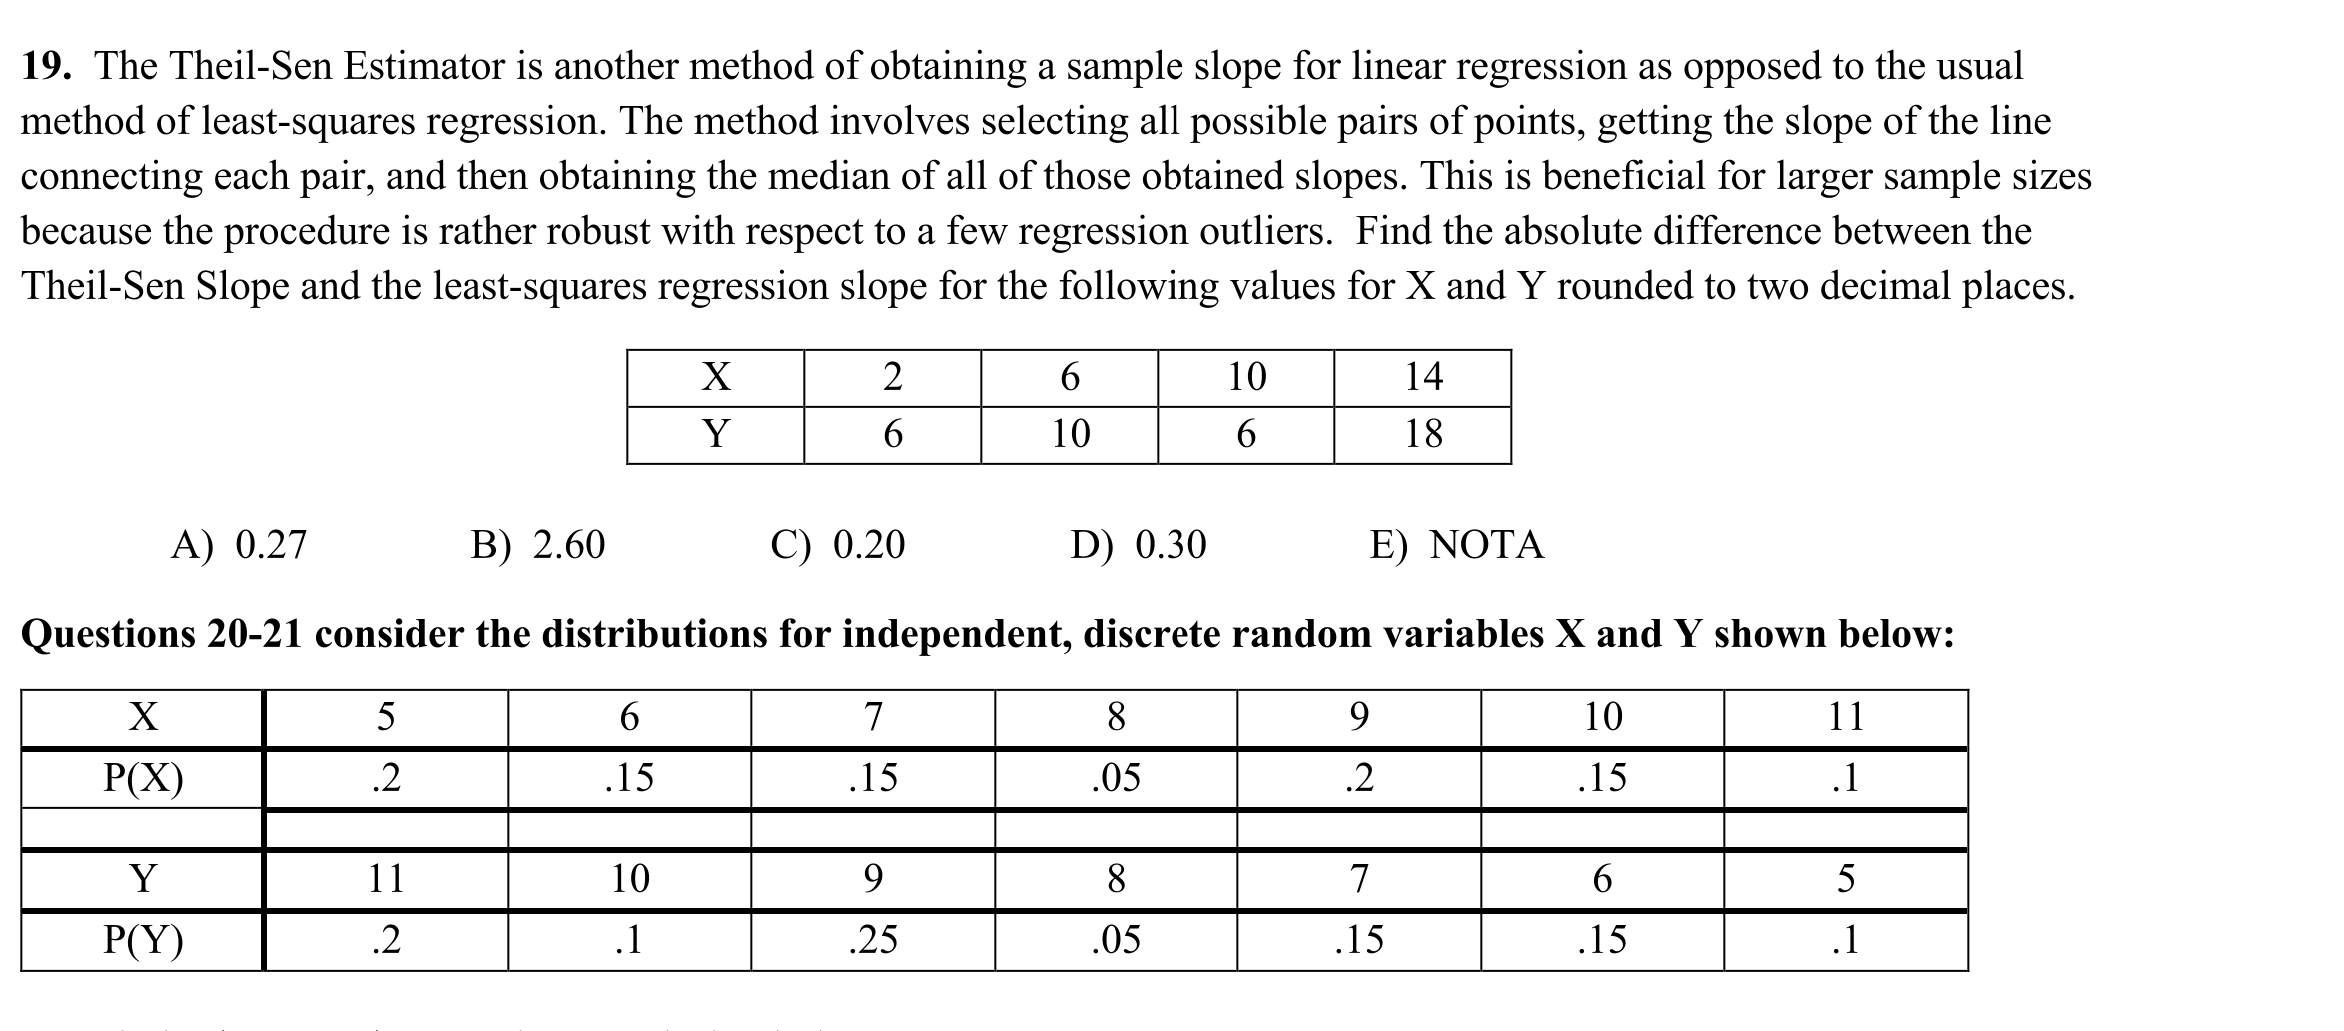 19. The Theil-Sen Estimator is another method of obtaining a sample slope for linear regression as opposed to the usual
method of least-squares regression. The method involves selecting all possible pairs of points, getting the slope of the line
connecting each pair, and then obtaining the median of all of those obtained slopes. This is beneficial for larger sample sizes
because the procedure is rather robust with respect to a few regression outliers. Find the absolute difference between the
Theil-Sen Slope and the least-squares regression slope for the following values for X and Y rounded to two decimal places.
X 2 6 10 14
Y 6 10 6 18
A) 0.27 B) 2.60 C) 0.20 D) 0.30 E) NOTA
Questions 20-21 consider the distributions for independent, discrete random variables X and Y shown below:
X 5 6 7 8 9 10 11
P(X) .2 .15 .15 .05 .2 .15 .1
Y 11 10 9 8 7 6 5
P(Y) .2 .1 .25 .05 .15 .15 .1